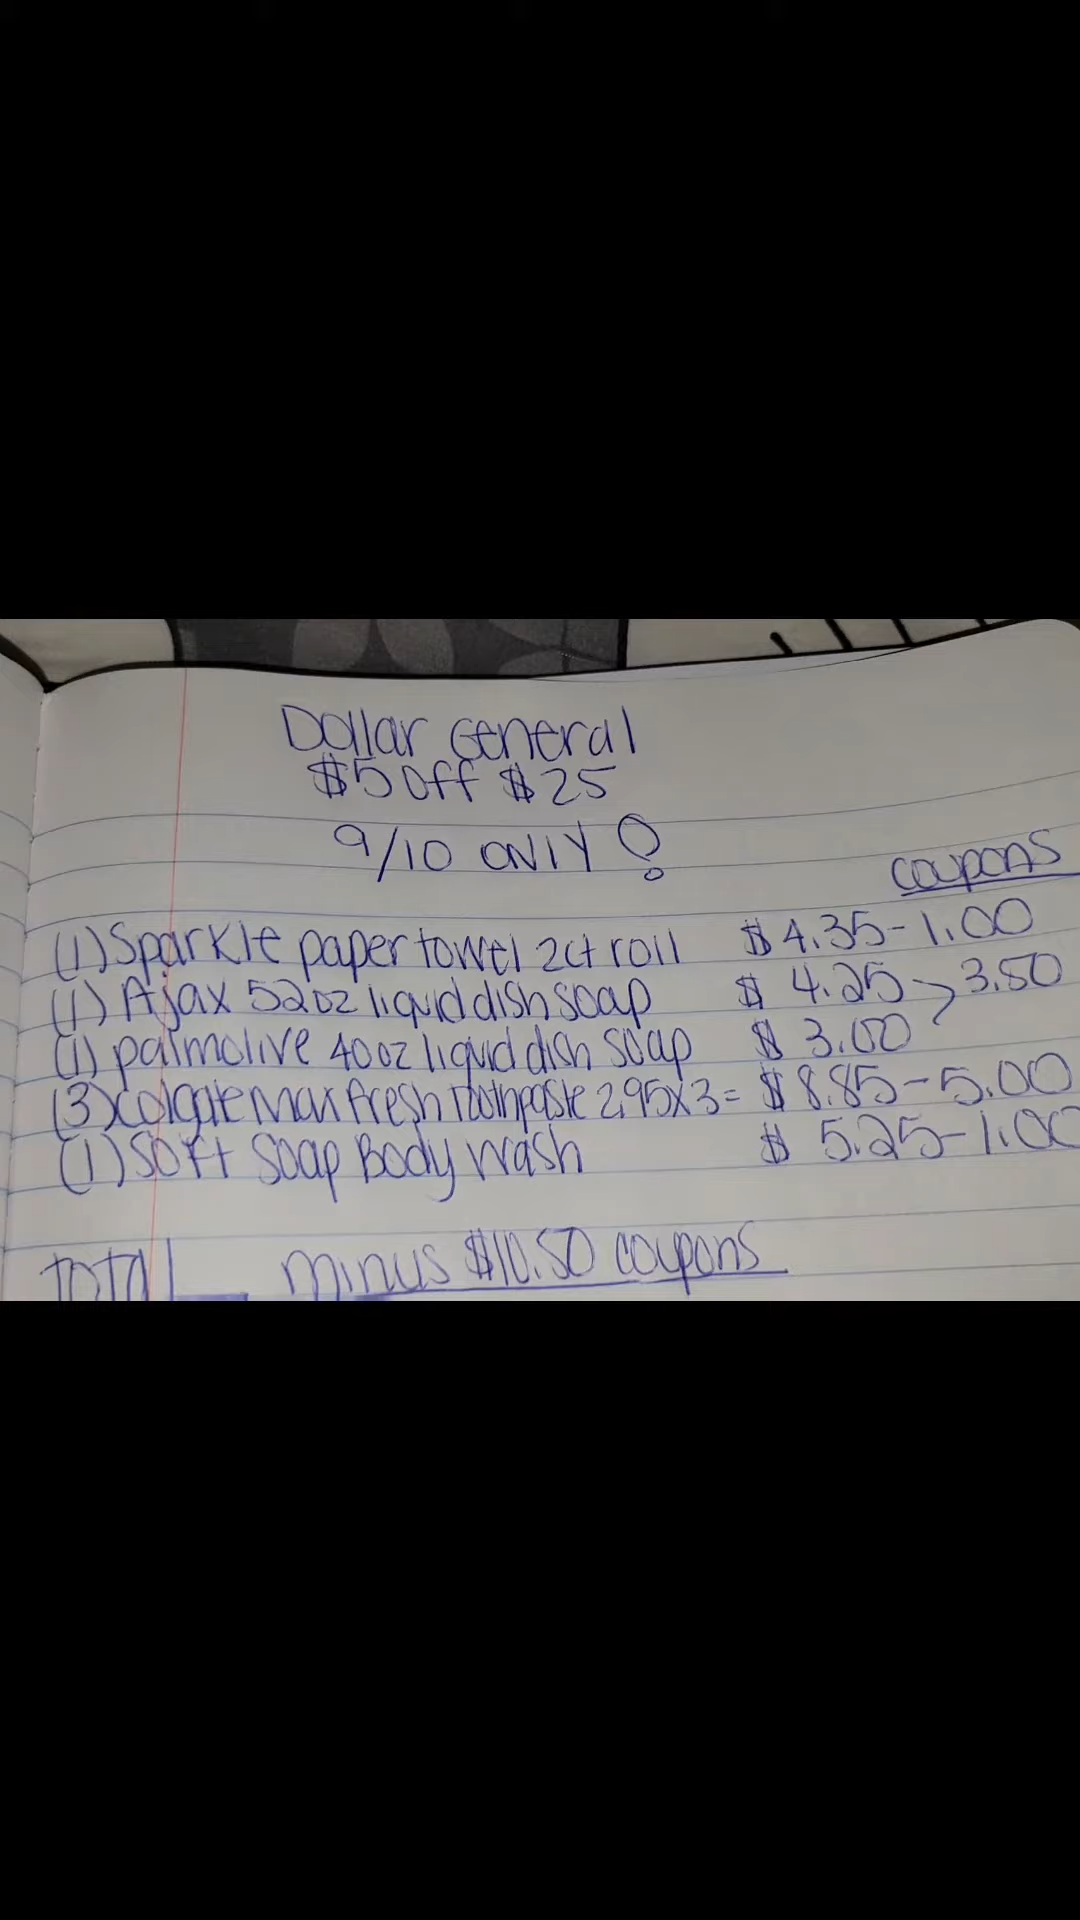 Dollar General
$5 off $25
9/10 ONLY!
coupons
(1) Sparkle paper towel 2ct roll $4.35 - 1.00
(1) Ajax 52oz liquid dish soap $ 4.25 > 3.50
(1) palmolive 40oz liquid dish soap $ 3.00
(3) colgate max fresh toothpaste 2.95x3= $8.85 - 5.00
(1) Soft Soap Body wash $ 5.25 - 1.00
total minus $10.50 coupons